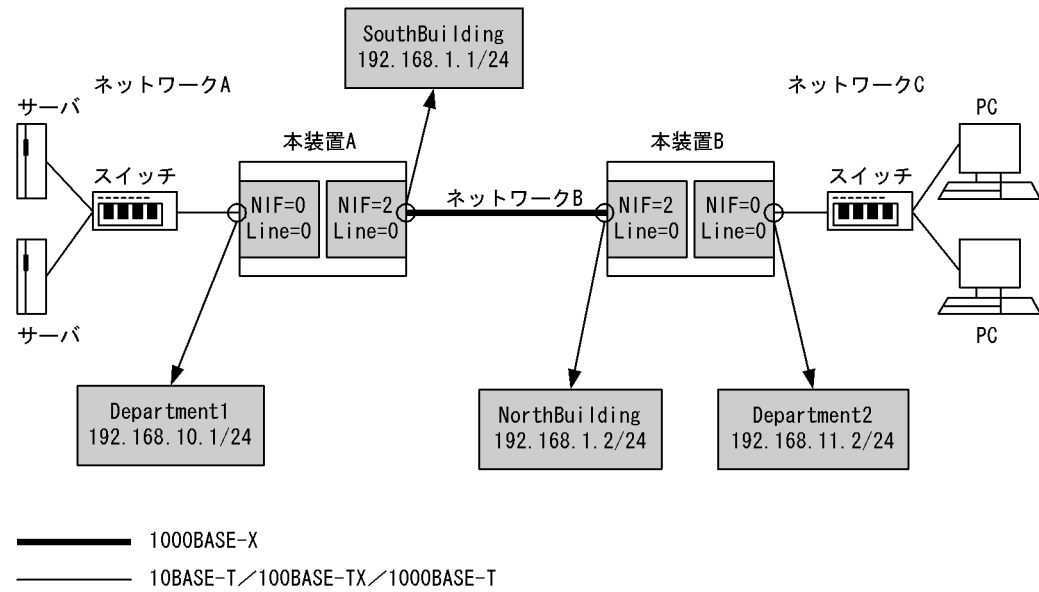 SouthBuilding
192.168.1.1/24
ネットワークA
ネットワークC
サーバ
PC
本装置A
本装置B
スイッチ
スイッチ
NIF=0
Line=0
NIF=2
Line=0
ネットワークB
NIF=2
Line=0
NIF=0
Line=0
サーバ
PC
Department1
192.168.10.1/24
NorthBuilding
192.168.1.2/24
Department2
192.168.11.2/24
1000BASE-X
10BASE-T／100BASE-TX／1000BASE-T